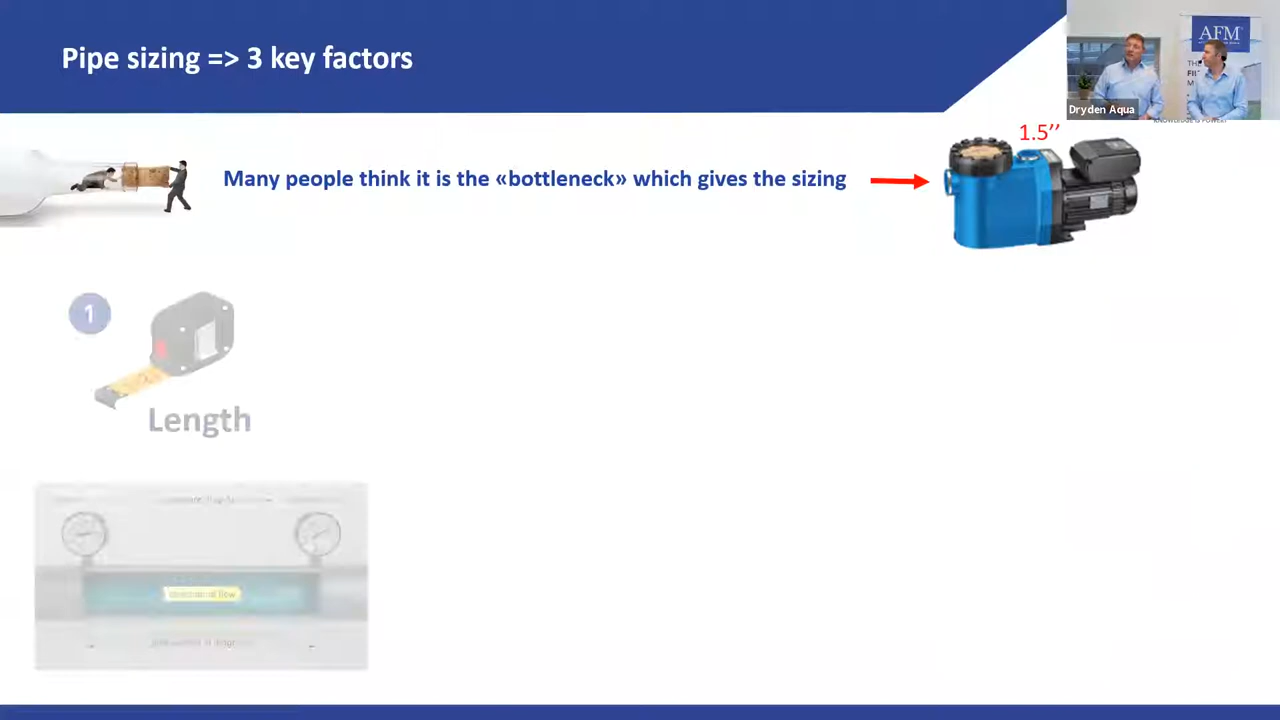 Pipe sizing => 3 key factors
AFM
Dryden Aqua
1.5’’
Many people think it is the «bottleneck» which gives the sizing
1
Length